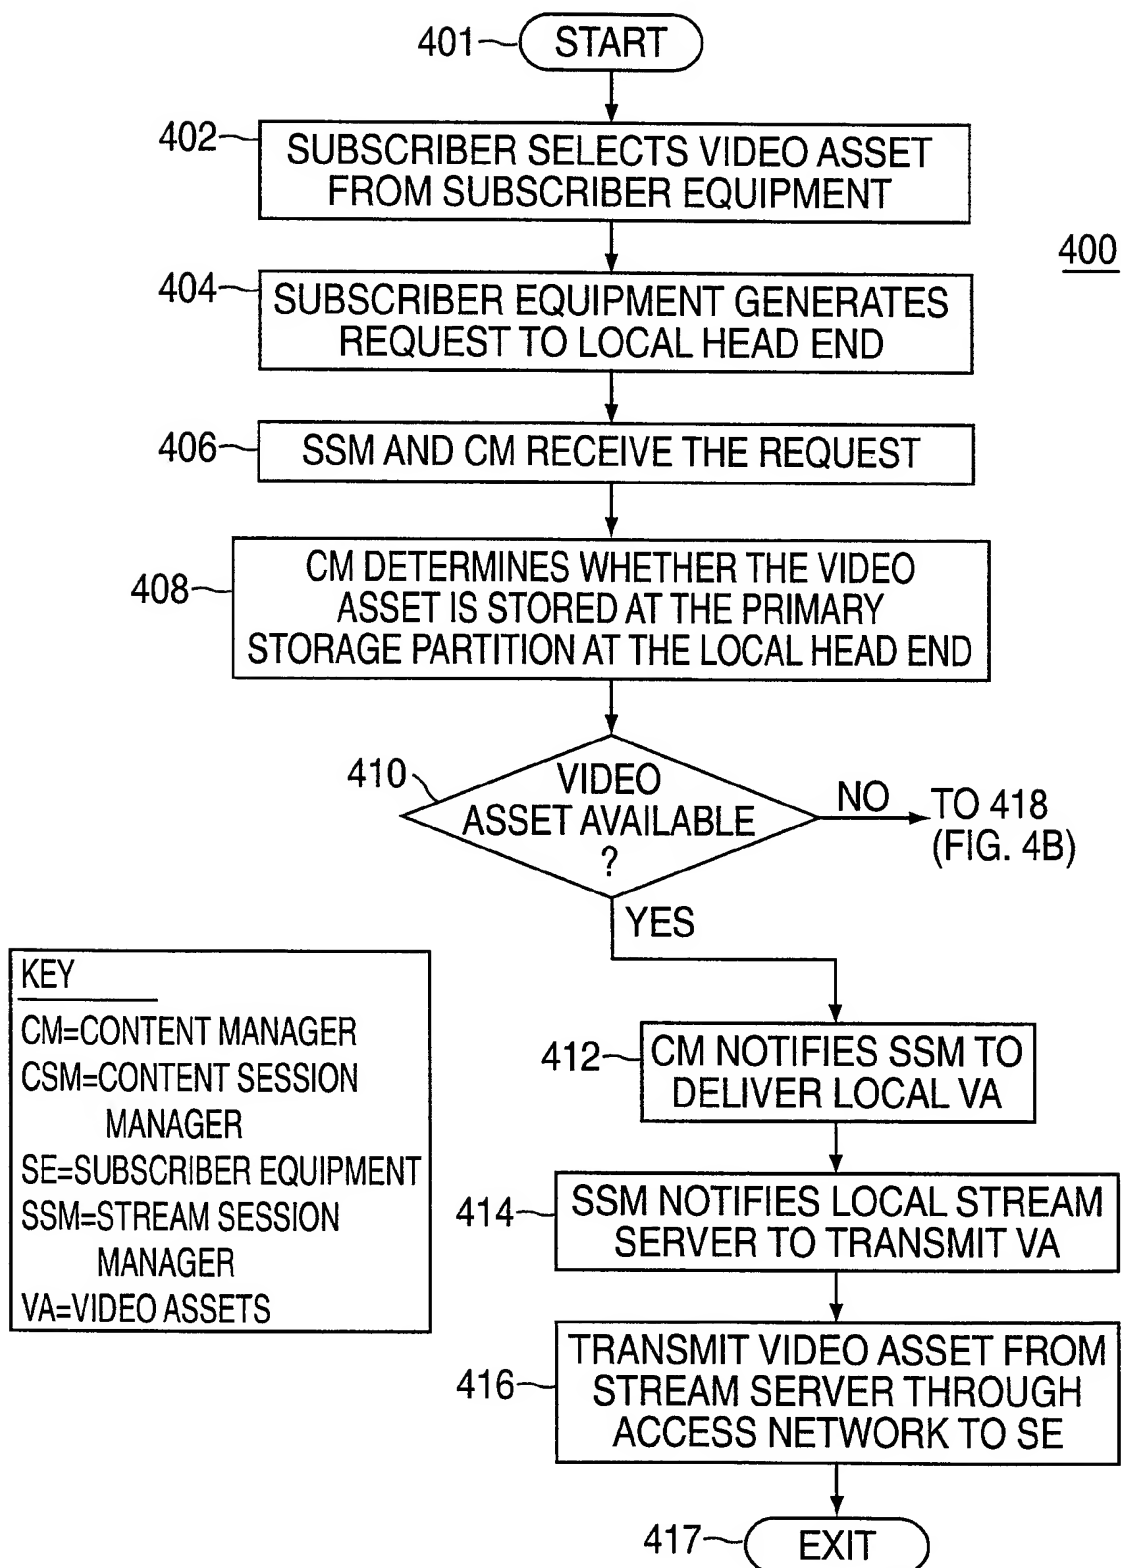 401
START
402
SUBSCRIBER SELECTS VIDEO ASSET
FROM SUBSCRIBER EQUIPMENT
400
404
SUBSCRIBER EQUIPMENT GENERATES
REQUEST TO LOCAL HEAD END
406
SSM AND CM RECEIVE THE REQUEST
408
CM DETERMINES WHETHER THE VIDEO
ASSET IS STORED AT THE PRIMARY
STORAGE PARTITION AT THE LOCAL HEAD END
410
VIDEO
ASSET AVAILABLE
?
NO
TO 418
(FIG. 4B)
YES
KEY
CM=CONTENT MANAGER
CSM=CONTENT SESSION
MANAGER
SE=SUBSCRIBER EQUIPMENT
SSM=STREAM SESSION
MANAGER
VA=VIDEO ASSETS
412
CM NOTIFIES SSM TO
DELIVER LOCAL VA
414
SSM NOTIFIES LOCAL STREAM
SERVER TO TRANSMIT VA
416
TRANSMIT VIDEO ASSET FROM
STREAM SERVER THROUGH
ACCESS NETWORK TO SE
417
EXIT